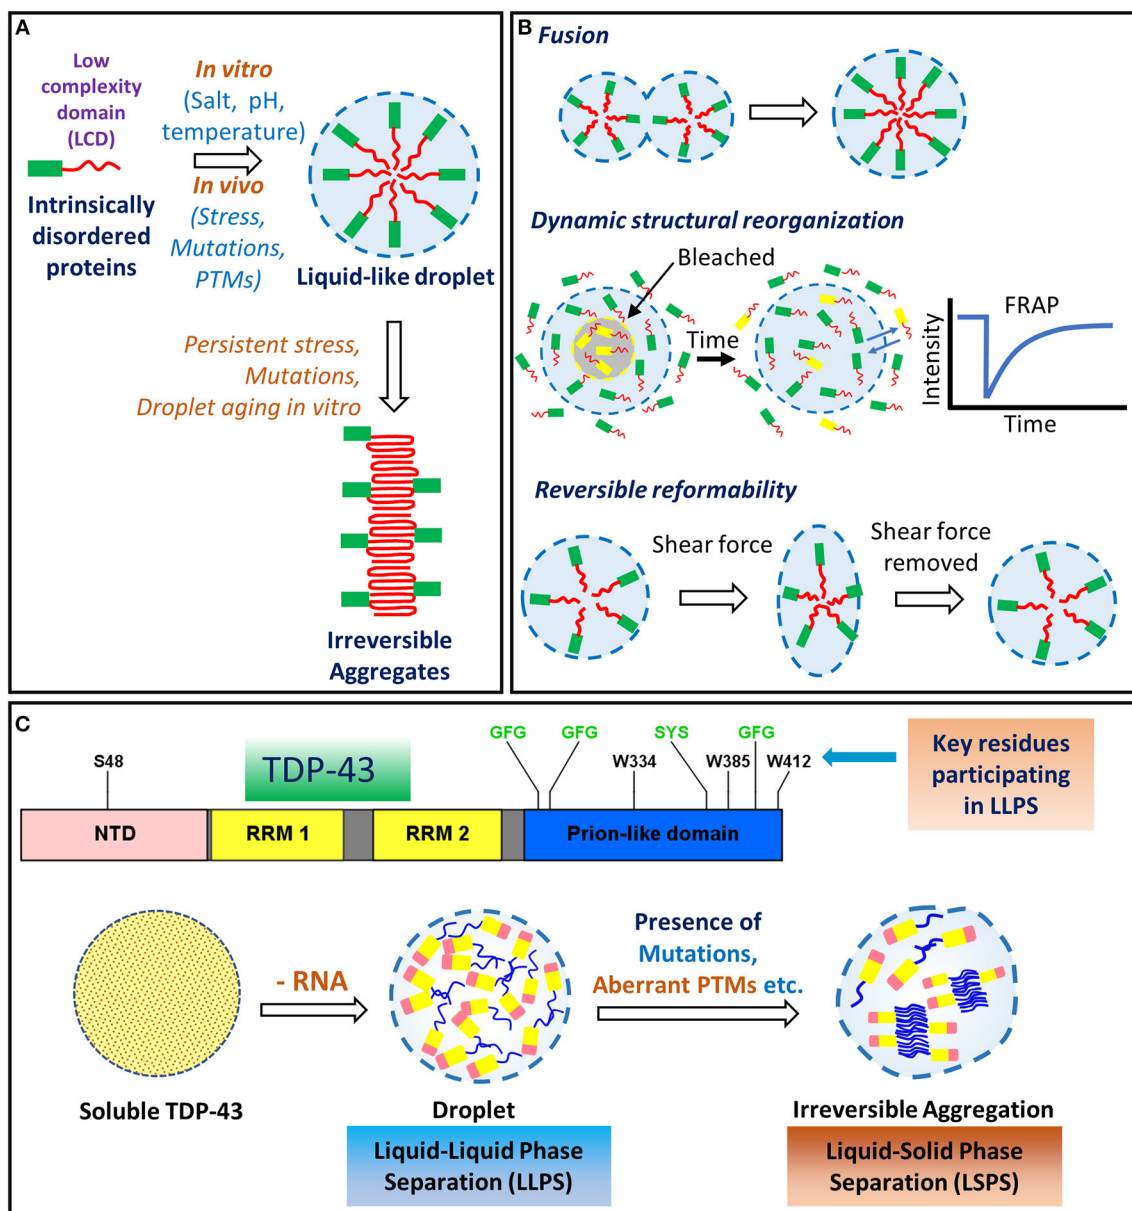 A
Low
complexity
domain
(LCD)
Intrinsically
disordered
proteins
In vitro
(Salt, pH,
temperature)
In vivo
(Stress,
Mutations,
PTMs)
Liquid-like droplet
Persistent stress,
Mutations,
Droplet aging in vitro
Irreversible
Aggregates
B
Fusion
Dynamic structural reorganization
Bleached
Time
Intensity
FRAP
Time
Reversible reformability
Shear force
Shear force
removed
C
S48
TDP-43
GFG
GFG
SYS
GFG
W334
W385
W412
Key residues
participating
in LLPS
NTD
RRM 1
RRM 2
Prion-like domain
- RNA
Presence of
Mutations,
Aberrant PTMs etc.
Soluble TDP-43
Droplet
Irreversible Aggregation
Liquid-Liquid Phase
Separation (LLPS)
Liquid-Solid Phase
Separation (LSPS)